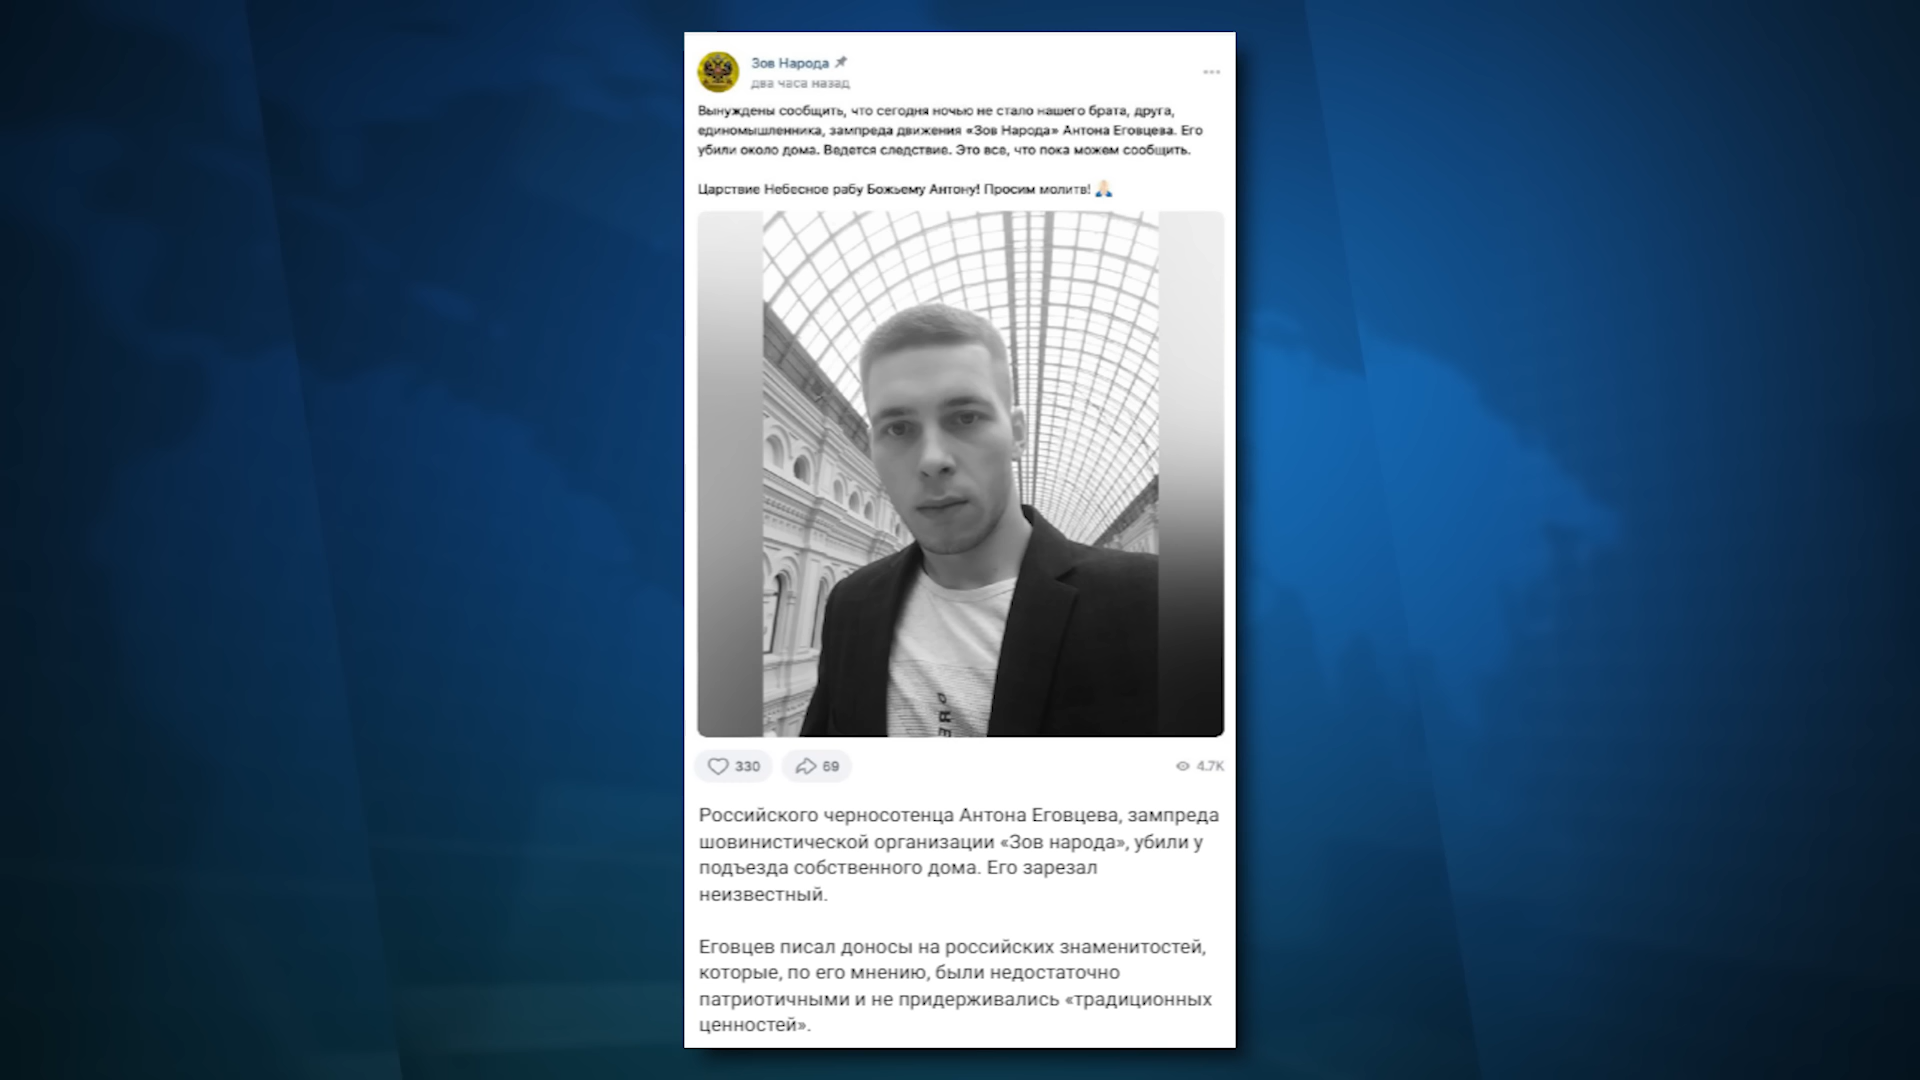 Зов Народа
два часа назад
Вынуждены сообщить, что сегодня ночью не стало нашего брата, друга,
единомышленника, зампреда движения «Зов Народа» Антона Еговцева. Его
убили около дома. Ведется следствие. Это все, что пока можем сообщить.
Царствие Небесное рабу Божьему Антону! Просим молитв! 🙏🏻
330 69 4.7K
Российского черносотенца Антона Еговцева, зампреда
шовинистической организации «Зов народа», убили у
подъезда собственного дома. Его зарезал
неизвестный.
Еговцев писал доносы на российских знаменитостей,
которые, по его мнению, были недостаточно
патриотичными и не придерживались «традиционных
ценностей».